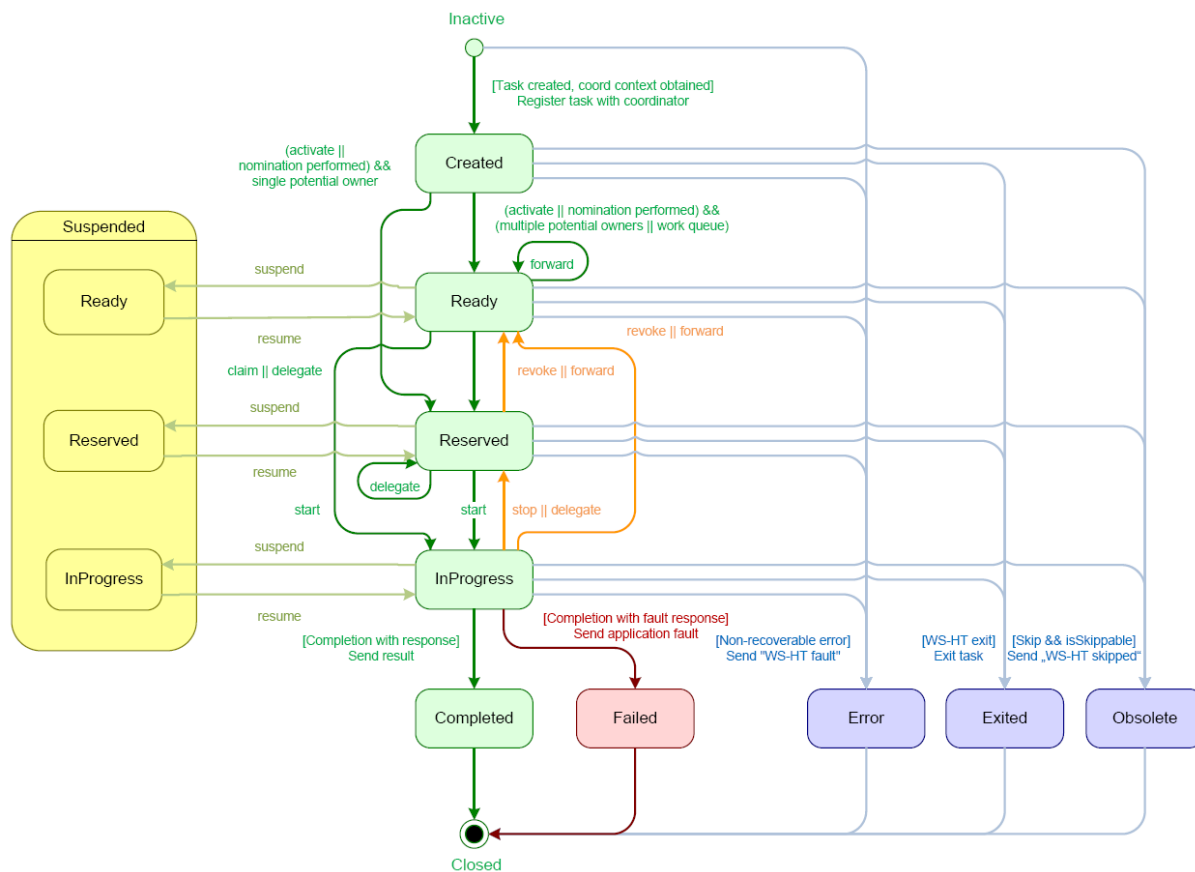 Inactive
[Task created, coord context obtained]
Register task with coordinator
(activate ||
nomination performed) &&
single potential owner
Created
(activate || nomination performed) &&
(multiple potential owners || work queue)
Suspended
forward
suspend
Ready
Ready
resume
revoke || forward
claim || delegate
revoke || forward
suspend
Reserved
Reserved
resume
delegate
start
start
stop || delegate
suspend
InProgress
InProgress
resume
[Completion with response]
Send result
[Completion with fault response]
Send application fault
[Non-recoverable error]
Send "WS-HT fault"
[WS-HT exit]
Exit task
[Skip && isSkippable]
Send „WS-HT skipped“
Completed
Failed
Error
Exited
Obsolete
Closed